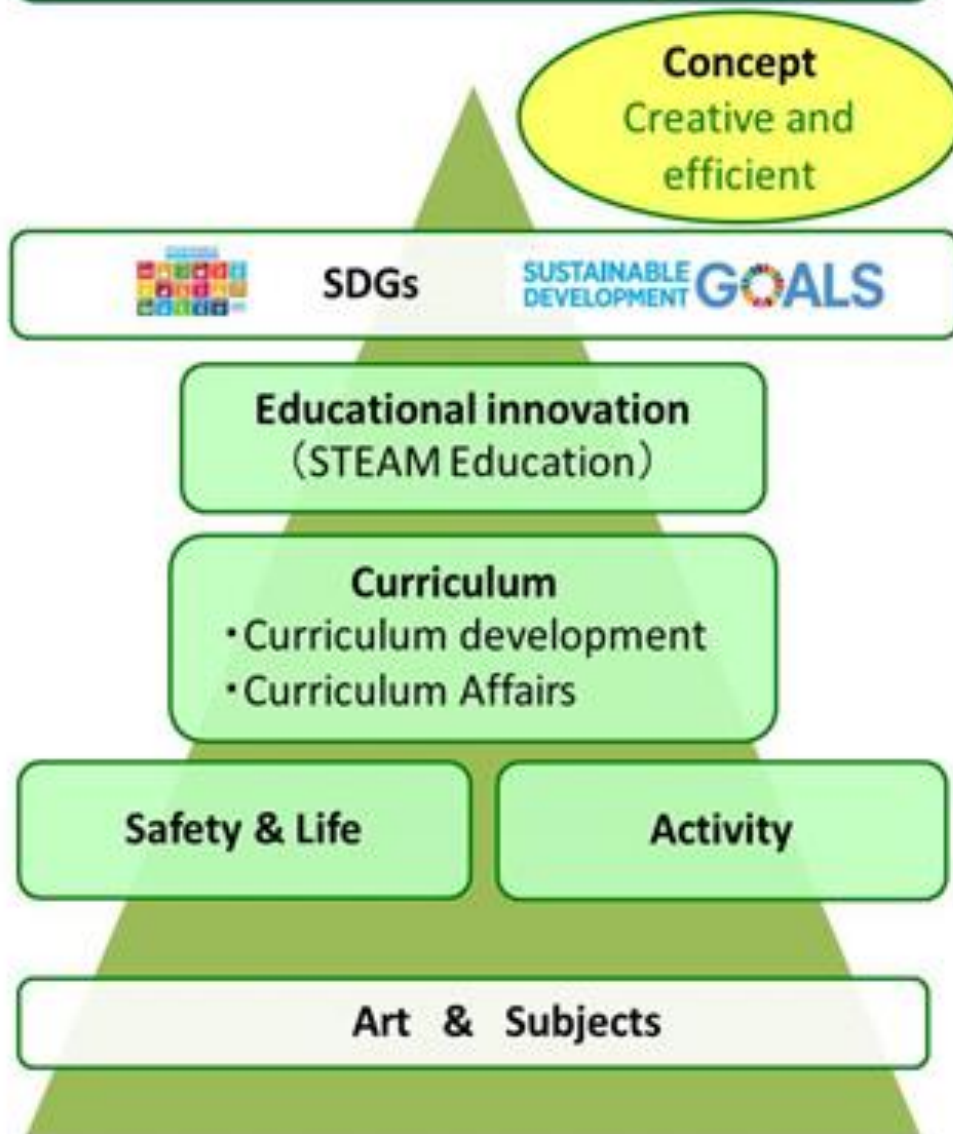 Concept
Creative and
efficient
SDGs
SUSTAINABLE
DEVELOPMENT GOALS
Educational innovation
（STEAM Education）
Curriculum
・Curriculum development
・Curriculum Affairs
Safety & Life
Activity
Art & Subjects